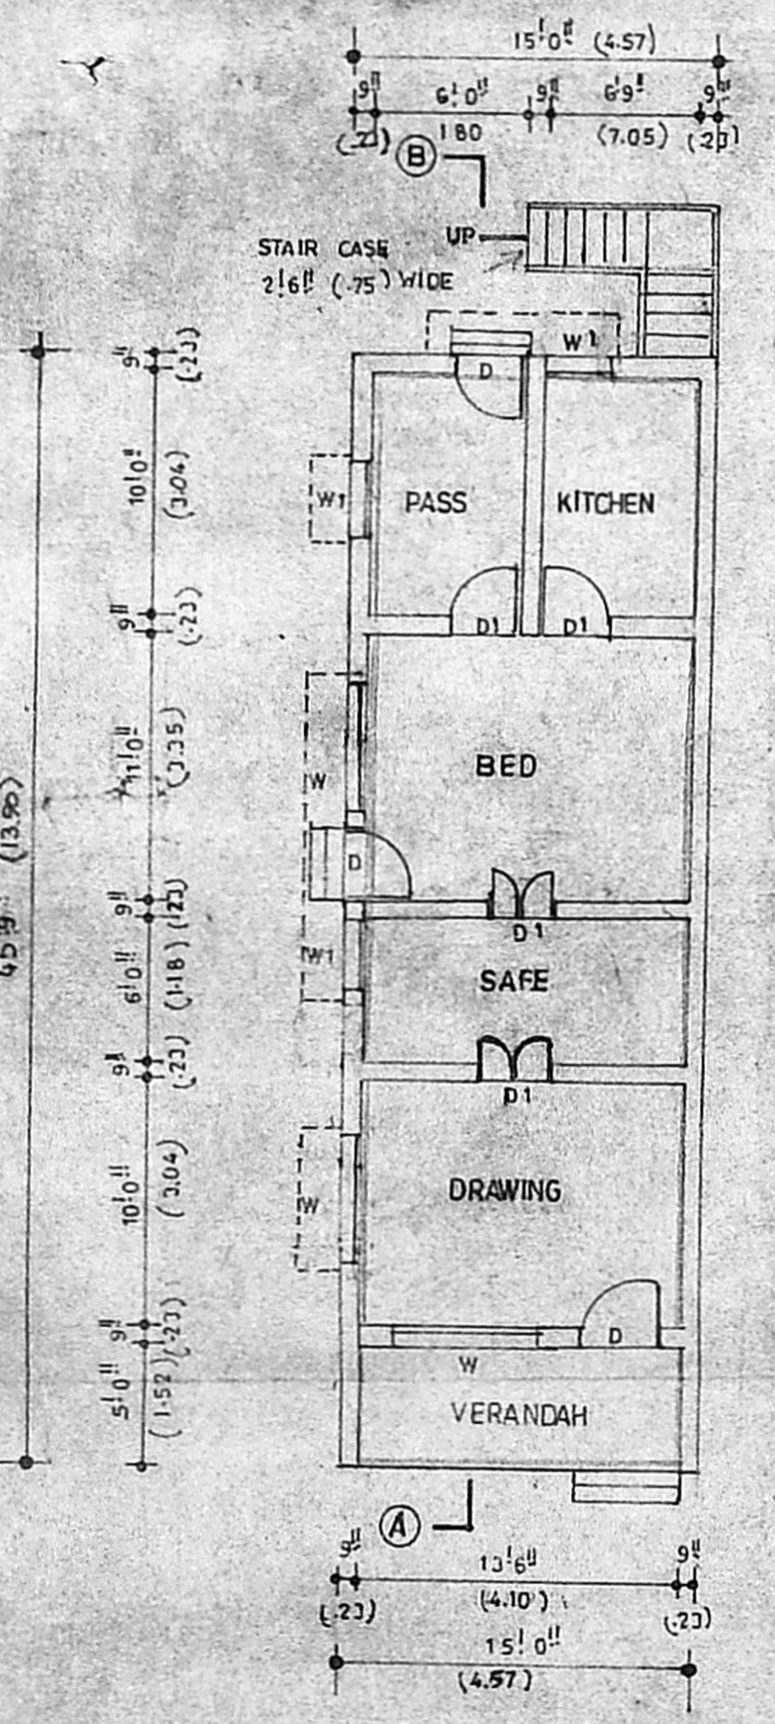 15'0" (4.57)
9" 6'0" 9" 6'9" 9"
(.23) 180 (7.05) (.23)
B
STAIR CASE UP
2'6" (.75) WIDE
D W1
W1 PASS KITCHEN
D1 D1
W BED
D
D1
W1 SAFE
D1
W DRAWING
D
W
VERANDAH
A
9" (.23)
10'0" (3.04)
9" (.23)
11'0" (3.35)
9" (.23)
6'0" (1.18)
9" (.23)
10'0" (3.04)
9" (.23)
5'0" (1.52)
45'9" (13.90)
9" 13'6" 9"
(.23) (4.10) (.23)
15'0"
(4.57)